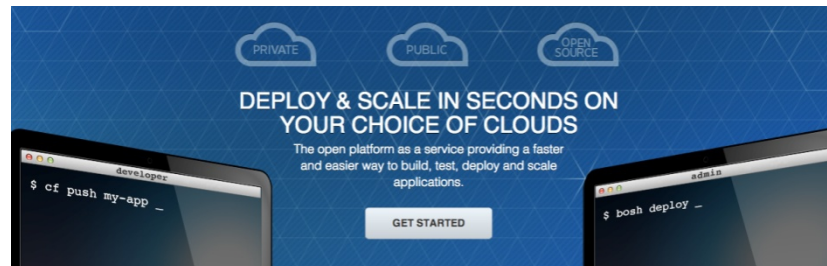 PRIVATE
PUBLIC
OPEN
SOURCE
DEPLOY & SCALE IN SECONDS ON
YOUR CHOICE OF CLOUDS
The open platform as a service providing a faster
and easier way to build, test, deploy and scale
applications.
GET STARTED
developer
$ cf push my-app _
admin
$ bosh deploy _